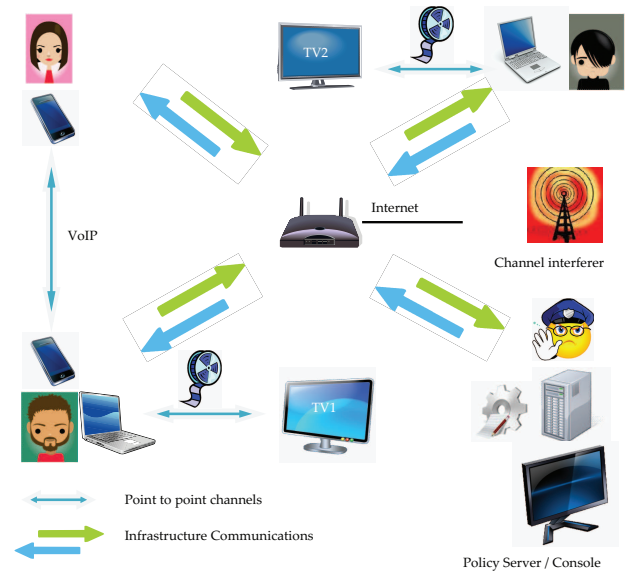 TV2
Internet
VoIP
Channel interferer
TV1
Point to point channels
Infrastructure Communications
Policy Server / Console